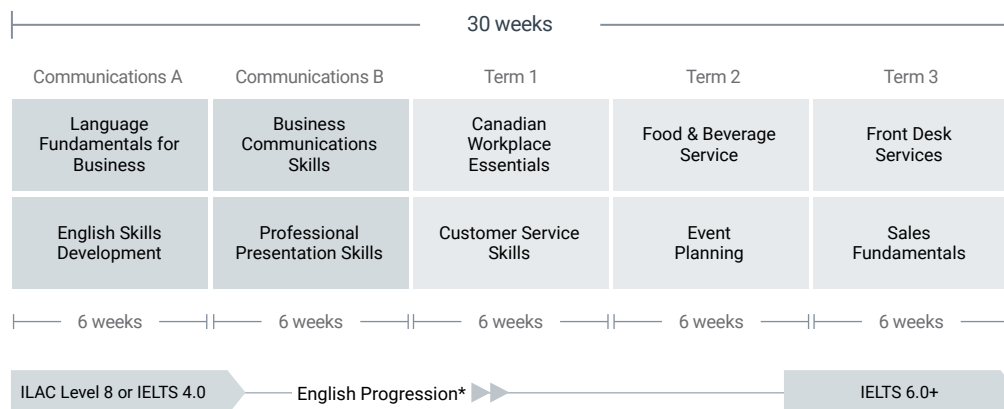 30 weeks
Communications A
Communications B
Term 1
Term 2
Term 3
Language
Fundamentals for
Business
Business
Communications
Skills
Canadian
Workplace
Essentials
Food & Beverage
Service
Front Desk
Services
English Skills
Development
Professional
Presentation Skills
Customer Service
Skills
Event
Planning
Sales
Fundamentals
6 weeks
6 weeks
6 weeks
6 weeks
6 weeks
ILAC Level 8 or IELTS 4.0
English Progression*
IELTS 6.0+